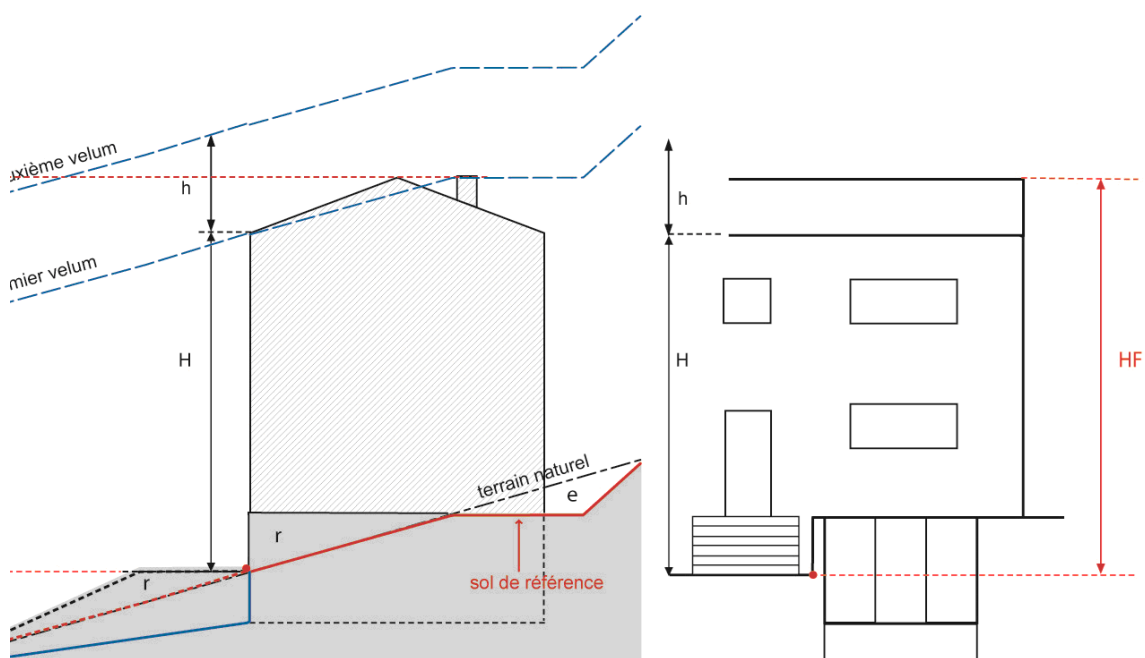 uxième velum
h
mier velum
H
terrain naturel
e
r
r
sol de référence
h
H
HF